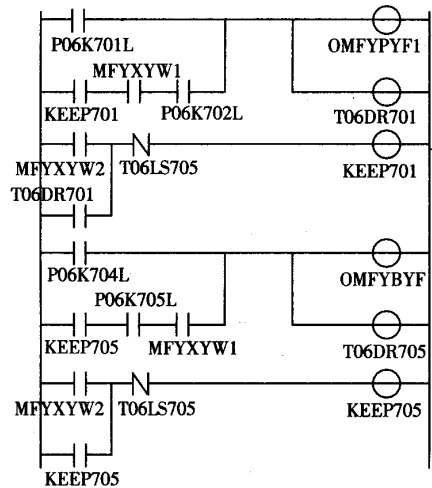 P06K701L
OMFYPYF1
MFYXYW1
KEEP701
P06K702L
T06DR701
MFYXYW2
T06LS705
KEEP701
T06DR701
P06K704L
OMFYBYF
P06K705L
KEEP705
MFYXYW1
T06DR705
MFYXYW2
T06LS705
KEEP705
KEEP705